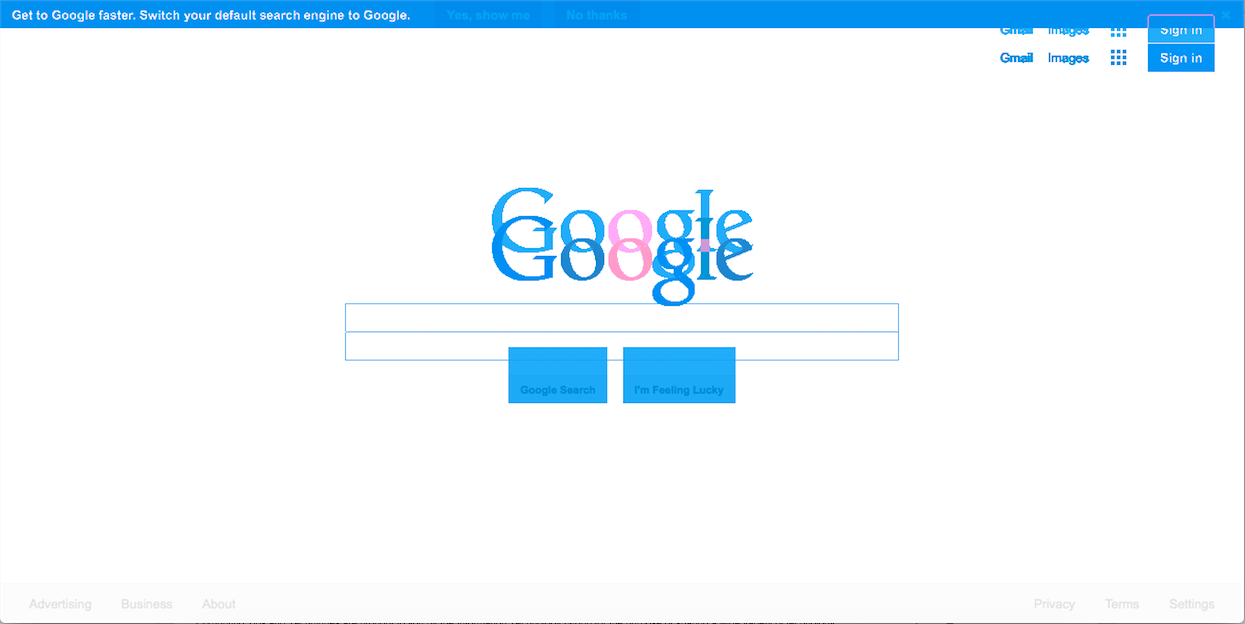 Get to Google faster. Switch your default search engine to Google. Yes, show me No thanks
Gmail Images Sign in
Gmail Images Sign in
Google
Google
Google Search I'm Feeling Lucky
Advertising Business About Privacy Terms Settings